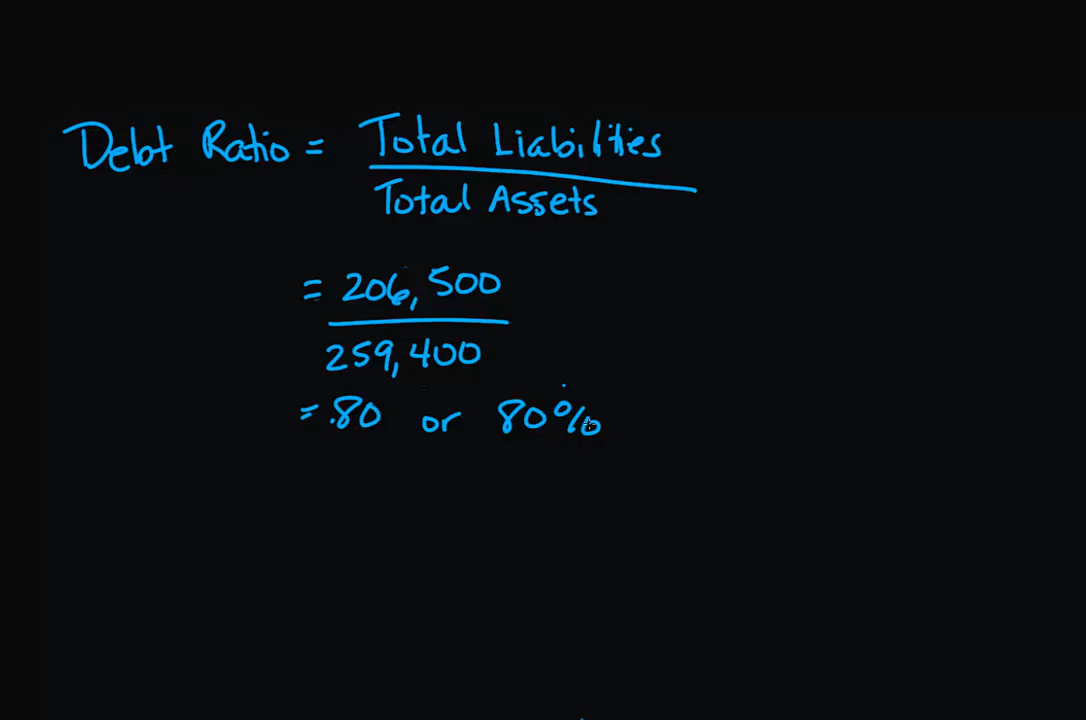 Debt Ratio = Total Liabilities
Total Assets
= 206,500
259,400
= .80 or 80%